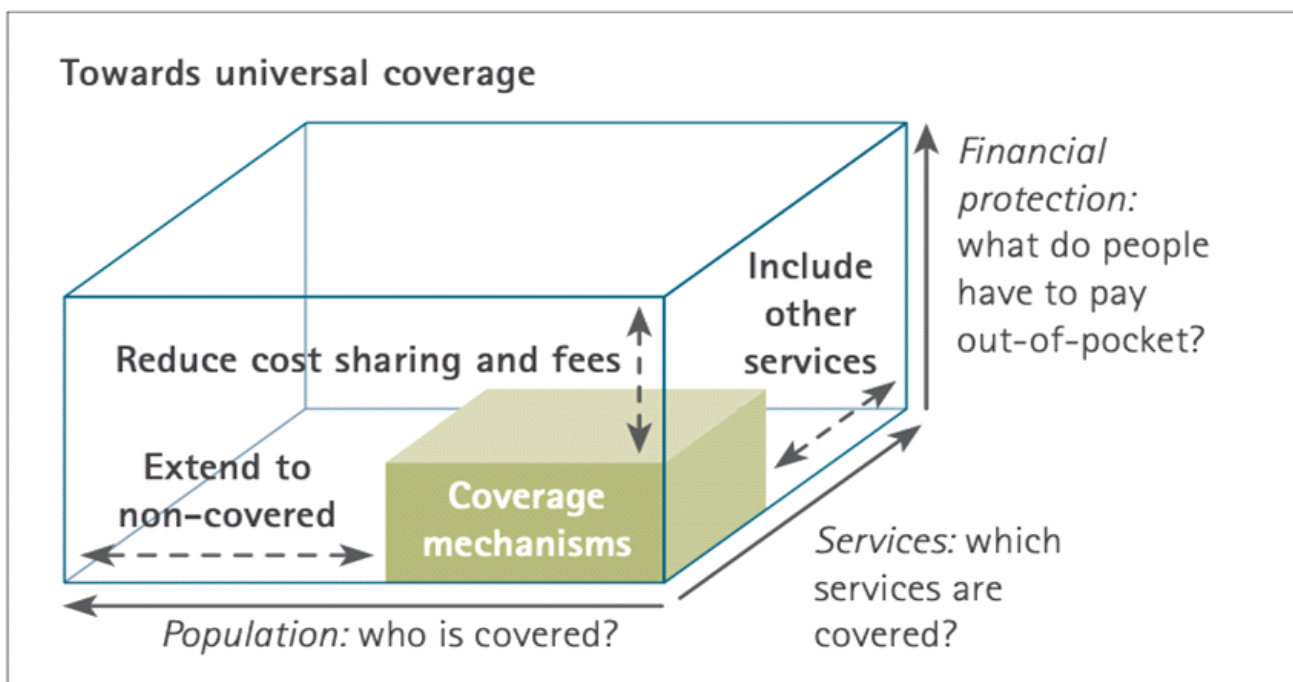 Towards universal coverage
Financial
protection:
what do people
have to pay
out-of-pocket?
Include
other
services
Reduce cost sharing and fees
Extend to
non-covered
Coverage
mechanisms
Services: which
services are
covered?
Population: who is covered?